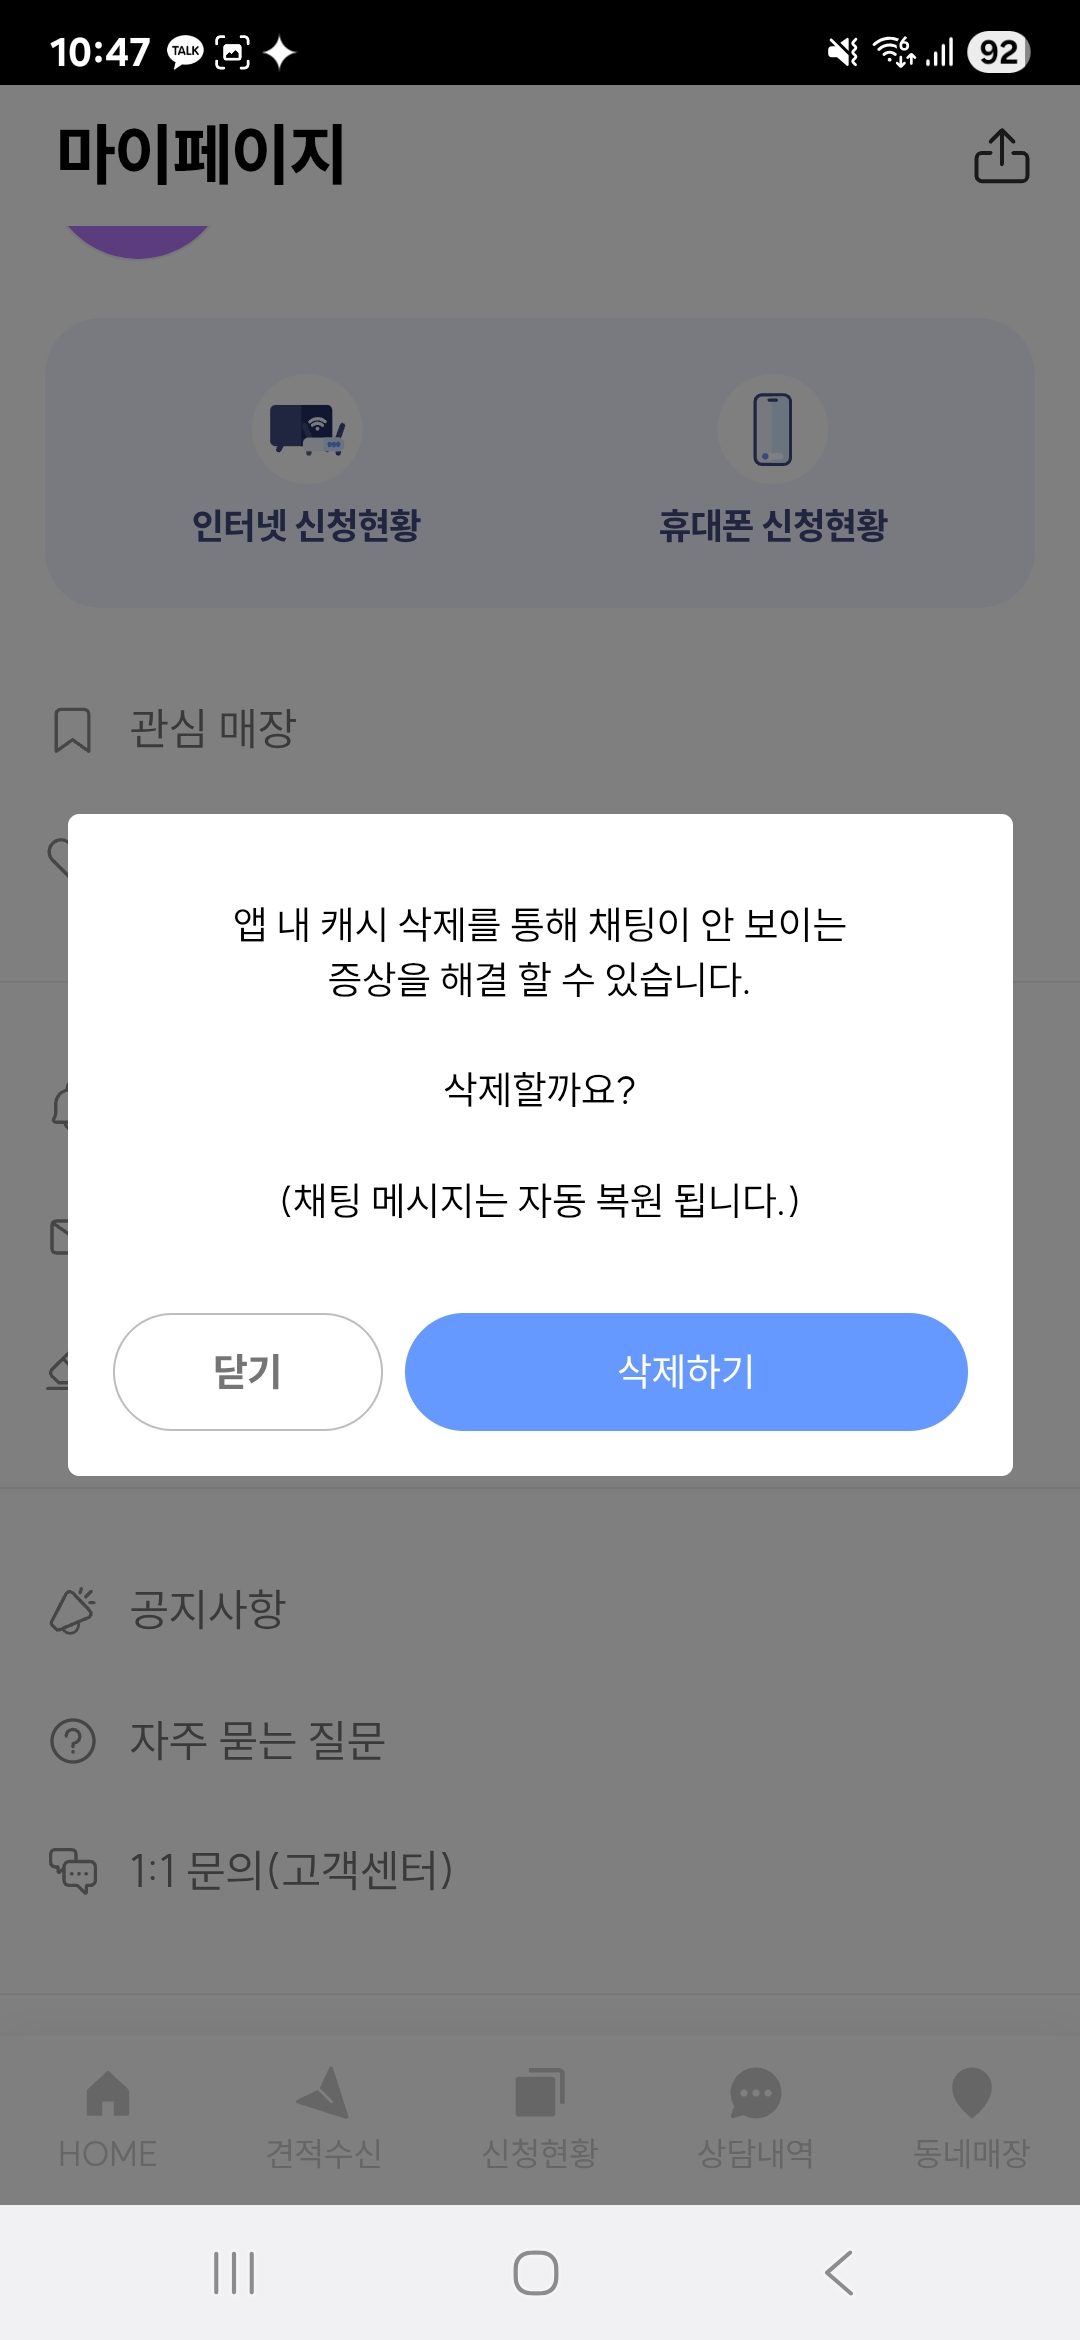 10:47 TALK 6 92
마이페이지
인터넷 신청현황 휴대폰 신청현황
관심 매장
앱 내 캐시 삭제를 통해 채팅이 안 보이는
증상을 해결 할 수 있습니다.
삭제할까요?
(채팅 메시지는 자동 복원 됩니다.)
닫기 삭제하기
공지사항
자주 묻는 질문
1:1 문의(고객센터)
HOME 견적수신 신청현황 상담내역 동네매장